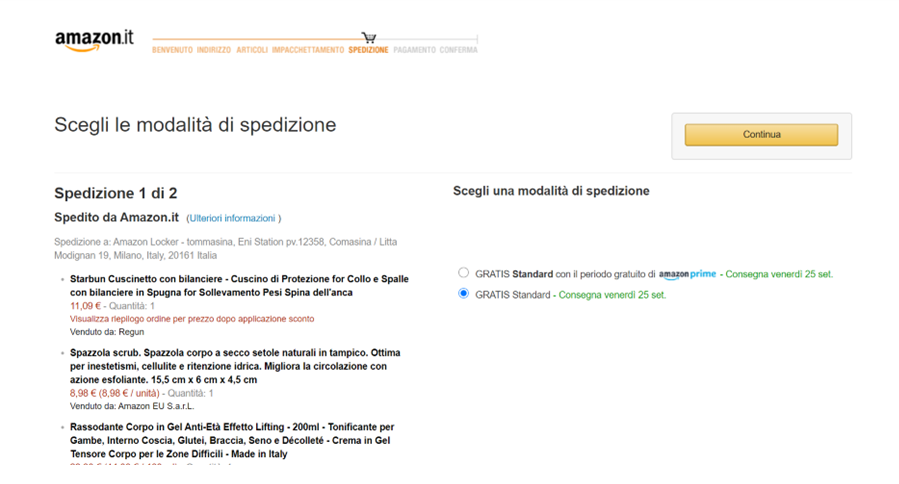 amazon.it
BENVENUTO INDIRIZZO ARTICOLI IMPACCHETTAMENTO SPEDIZIONE PAGAMENTO CONFERMA
Scegli le modalità di spedizione
Continua
Spedizione 1 di 2
Spedito da Amazon.it (Ulteriori informazioni )
Spedizione a: Amazon Locker - tommasina, Eni Station pv.12358, Comasina / Litta
Modignan 19, Milano, Italy, 20161 Italia
Starbun Cuscinetto con bilanciere - Cuscino di Protezione for Collo e Spalle
con bilanciere in Spugna for Sollevamento Pesi Spina dell'anca
11,09 € - Quantità: 1
Visualizza riepilogo ordine per prezzo dopo applicazione sconto
Venduto da: Regun
Spazzola scrub. Spazzola corpo a secco setole naturali in tampico. Ottima
per inestetismi, cellulite e ritenzione idrica. Migliora la circolazione con
azione esfoliante. 15,5 cm x 6 cm x 4,5 cm
8,98 € (8,98 € / unità) - Quantità: 1
Venduto da: Amazon EU S.a.r.L.
Rassodante Corpo in Gel Anti-Età Effetto Lifting - 200ml - Tonificante per
Gambe, Interno Coscia, Glutei, Braccia, Seno e Décolleté - Crema in Gel
Tensore Corpo per le Zone Difficili - Made in Italy
Scegli una modalità di spedizione
GRATIS Standard con il periodo gratuito di amazon prime - Consegna venerdì 25 set.
GRATIS Standard - Consegna venerdì 25 set.